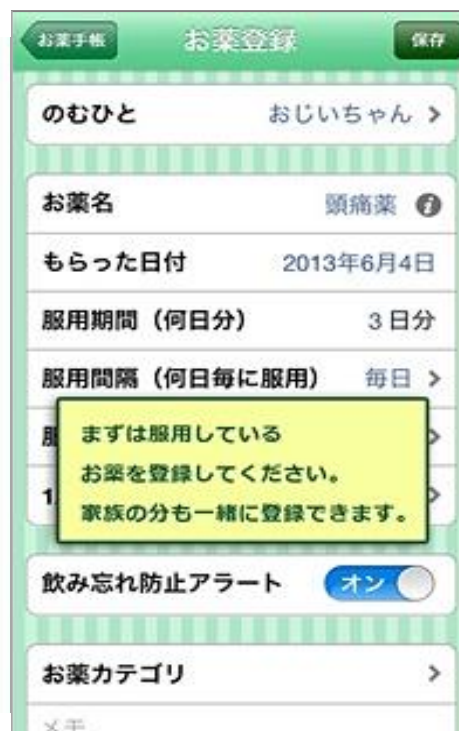 お薬手帳 お薬登録 保存
のむひと おじいちゃん >
お薬名 頭痛薬
もらった日付 2013年6月4日
服用期間（何日分） 3日分
服用間隔（何日毎に服用） 毎日 >
まずは服用している
お薬を登録してください。
家族の分も一緒に登録できます。
飲み忘れ防止アラート オン
お薬カテゴリ >
メモ